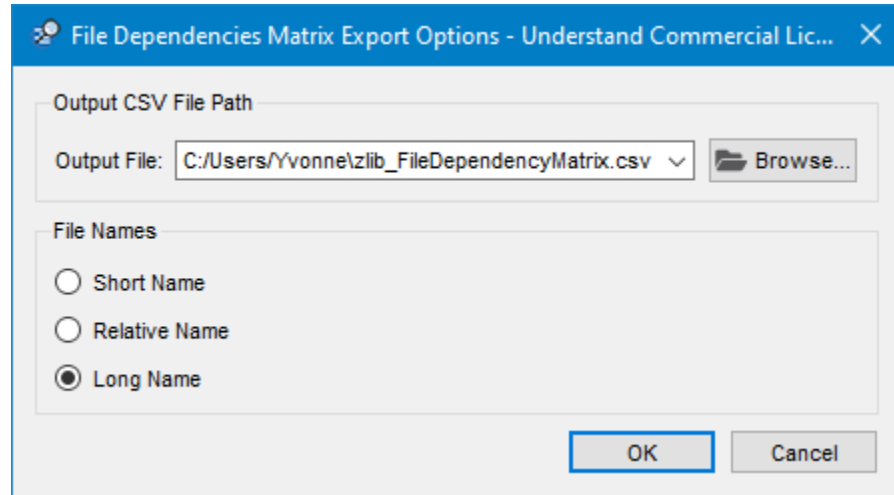 File Dependencies Matrix Export Options - Understand Commercial Lic...
Output CSV File Path
Output File: C:/Users/Yvonne\zlib_FileDependencyMatrix.csv Browse...
File Names
Short Name
Relative Name
Long Name
OK Cancel